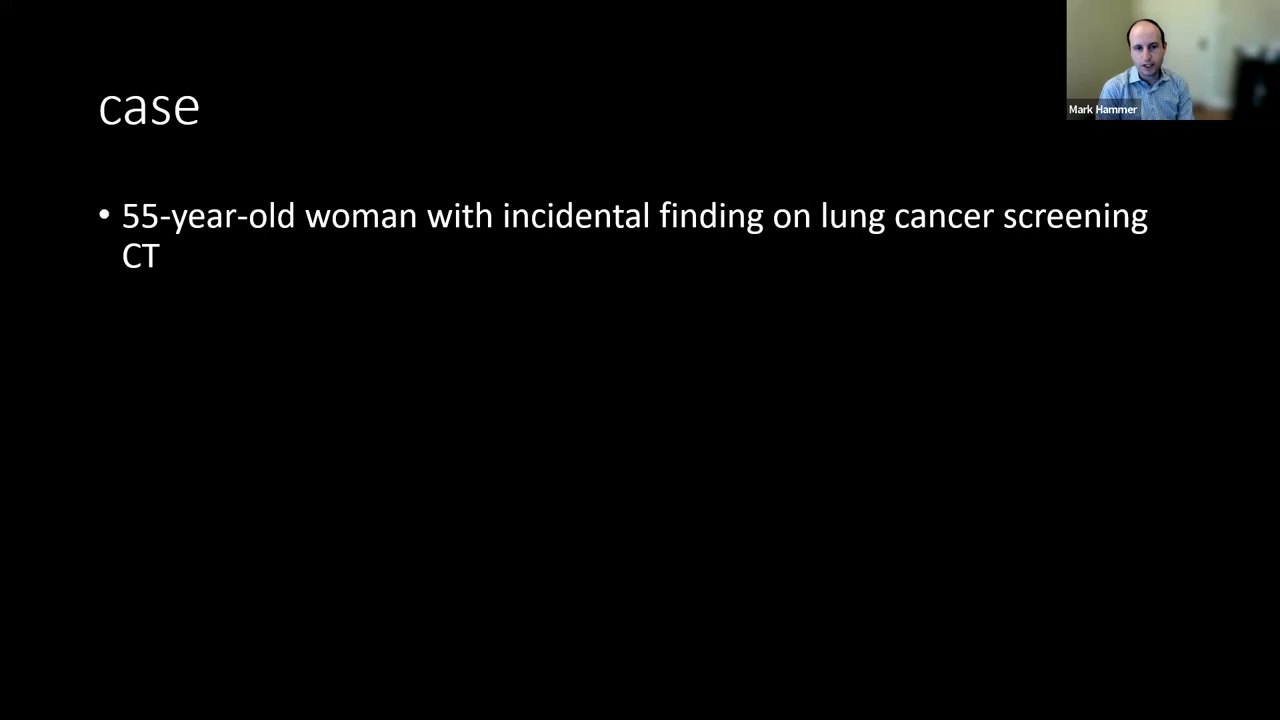 Mark Hammer
case
• 55-year-old woman with incidental finding on lung cancer screening
CT